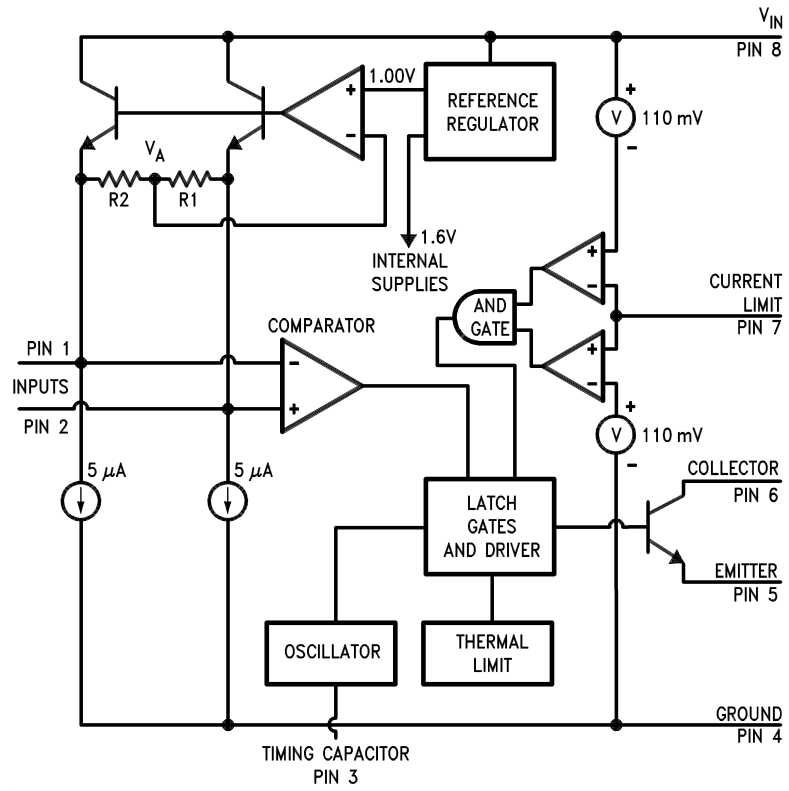 V_IN
PIN 8
1.00V
+
−
REFERENCE
REGULATOR
+
V
110 mV
−
V_A
R2
R1
1.6V
INTERNAL
SUPPLIES
+
−
AND
GATE
CURRENT
LIMIT
PIN 7
COMPARATOR
PIN 1
INPUTS
PIN 2
−
+
+
−
+
V
110 mV
−
5 μA
5 μA
LATCH
GATES
AND DRIVER
COLLECTOR
PIN 6
EMITTER
PIN 5
OSCILLATOR
THERMAL
LIMIT
GROUND
PIN 4
TIMING CAPACITOR
PIN 3